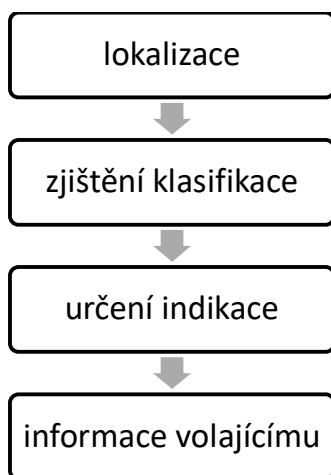 lokalizace
zjištění klasifikace
určení indikace
informace volajícímu